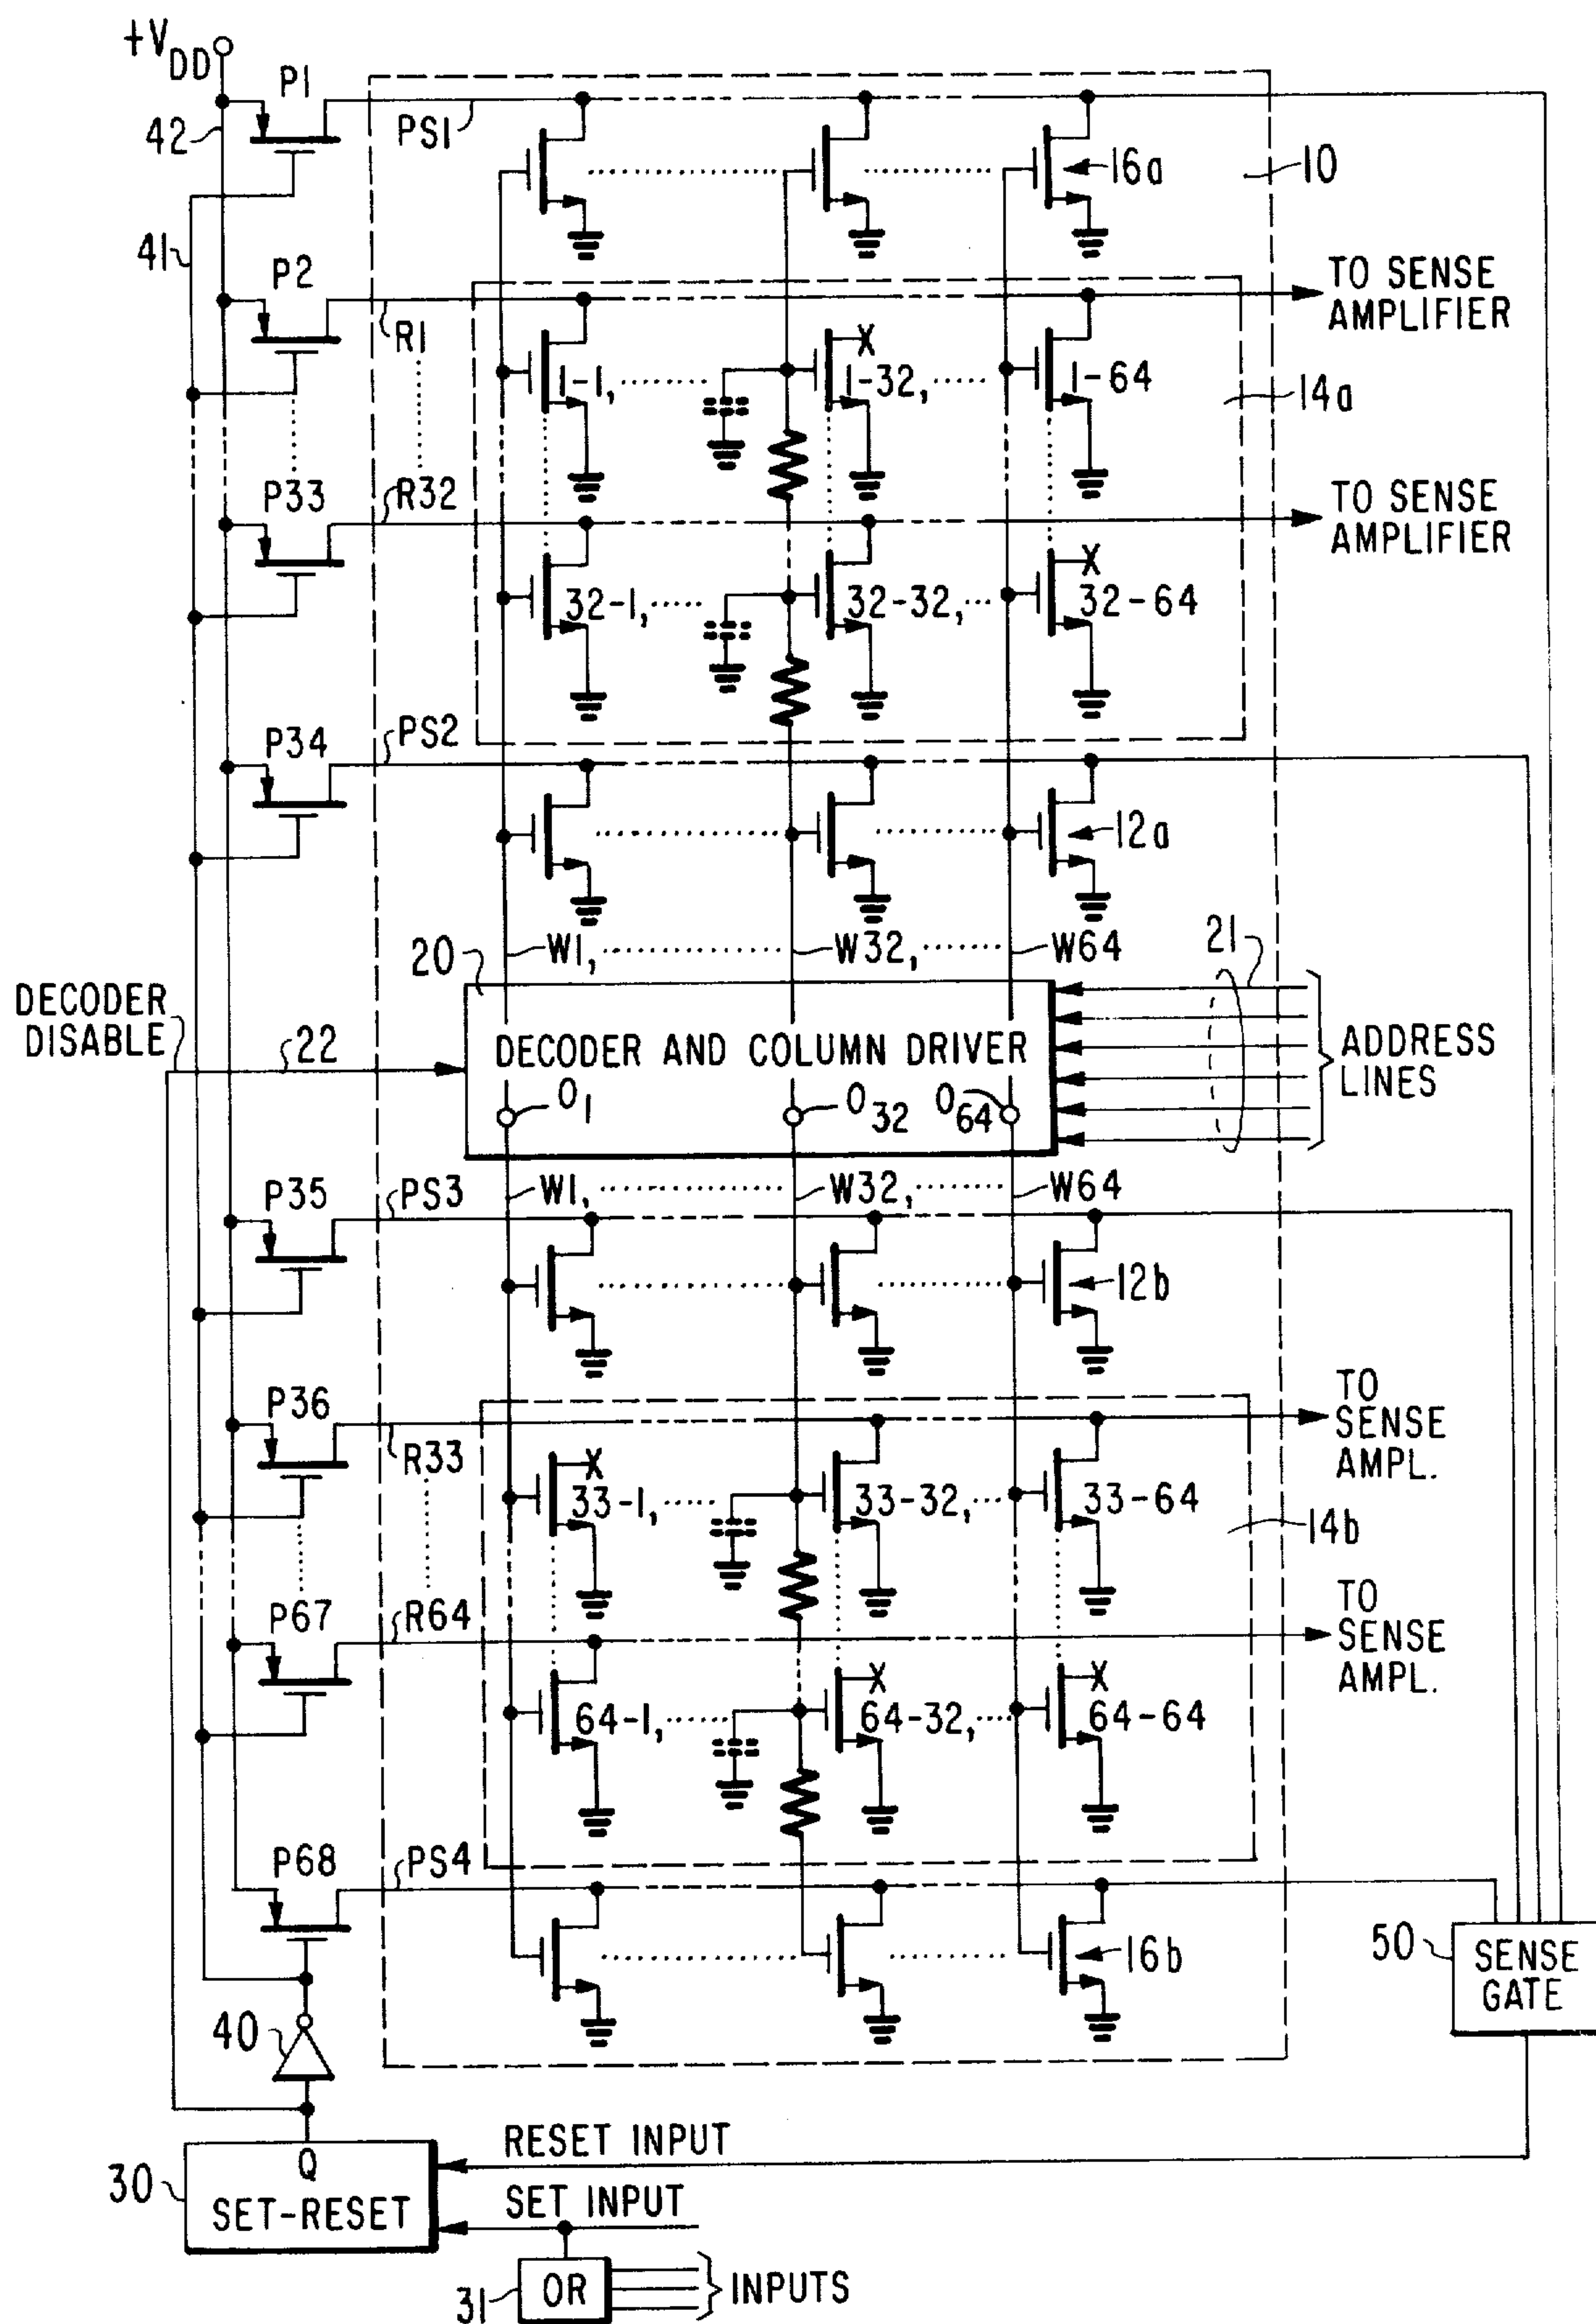 +VDD
P1
42
PS1
16a
10
41
P2
R1
TO SENSE
AMPLIFIER
1-1,
X
1-32,
1-64
14a
P33
R32
TO SENSE
AMPLIFIER
32-1,
32-32,
X
32-64
P34
PS2
12a
20
W1,
W32,
W64
21
DECODER
DISABLE
22
DECODER AND COLUMN DRIVER
O1
O32
O64
ADDRESS
LINES
P35
PS3
W1,
W32,
W64
12b
P36
R33
TO
SENSE
AMPL.
X
33-1,
33-32,
33-64
14b
P67
R64
TO
SENSE
AMPL.
64-1,
X
64-32,
X
64-64
P68
PS4
16b
50
SENSE
GATE
40
Q
30
SET-RESET
RESET INPUT
SET INPUT
31
OR
INPUTS